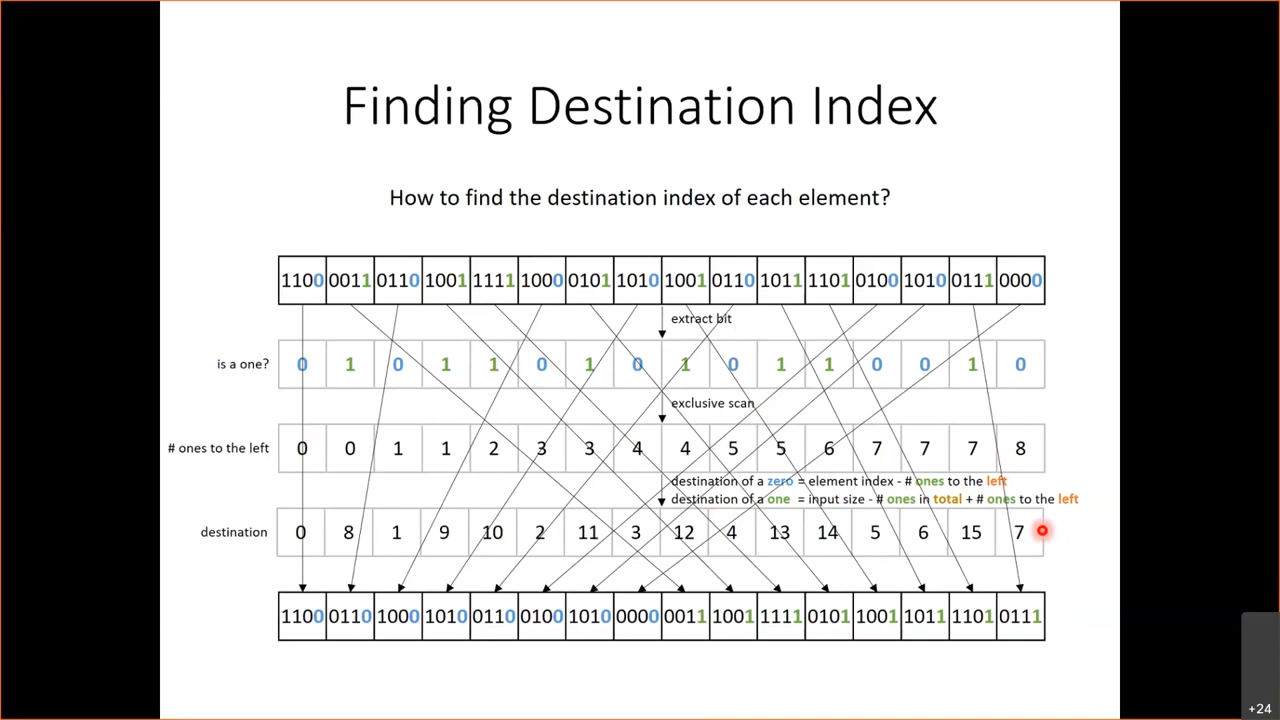 Finding Destination Index
How to find the destination index of each element?
1100 0011 0110 1001 1111 1000 0101 1010 1001 0110 1011 1101 0100 1010 0111 0000
extract bit
is a one? 0 1 0 1 1 0 1 0 1 0 1 1 0 0 1 0
exclusive scan
# ones to the left 0 0 1 1 2 3 3 4 4 5 5 6 7 7 7 8
destination of a zero = element index - # ones to the left
destination of a one = input size - # ones in total + # ones to the left
destination 0 8 1 9 10 2 11 3 12 4 13 14 5 6 15 7
1100 0110 1000 1010 0110 0100 1010 0000 0011 1001 1111 0101 1001 1011 1101 0111
+24